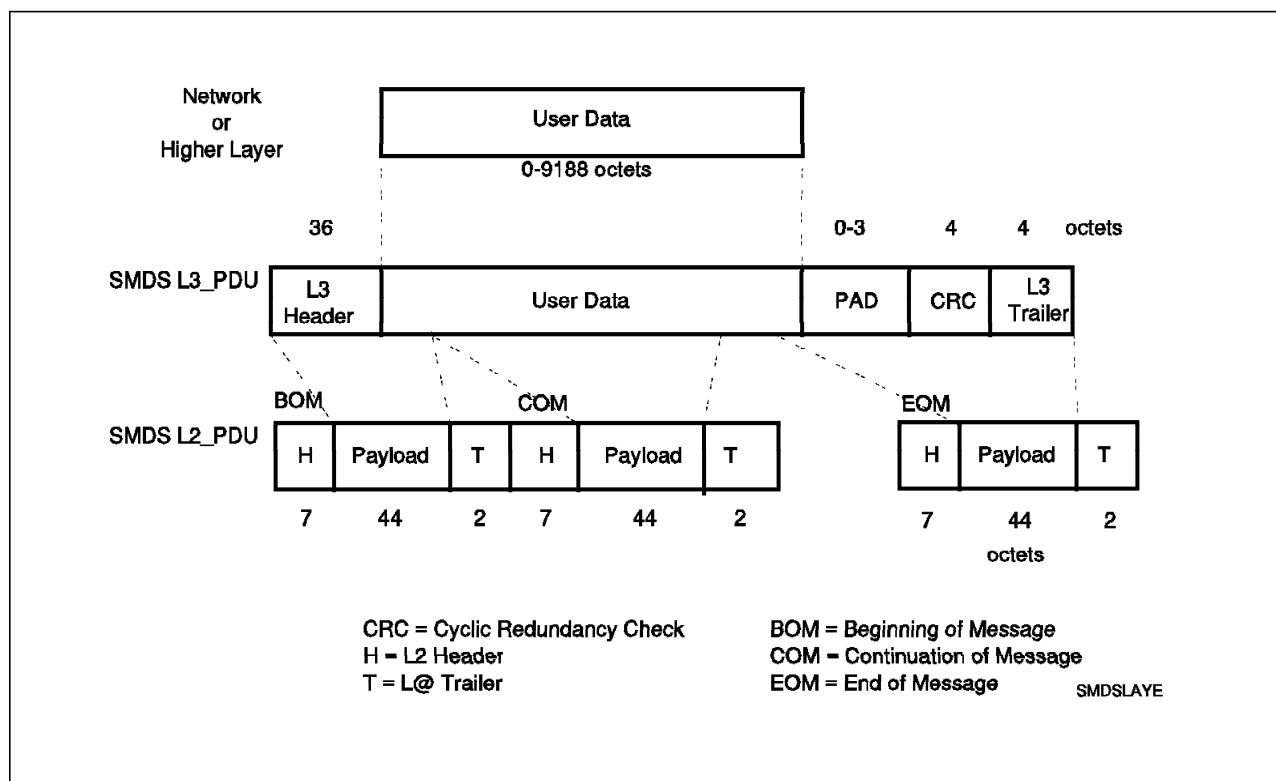 Network
or
Higher Layer
User Data
0-9188 octets
36
0-3 4 4 octets
SMDS L3_PDU
L3
Header
User Data
PAD
CRC
L3
Trailer
BOM
COM
EOM
SMDS L2_PDU
H Payload T H Payload T
H Payload T
7 44 2 7 44 2
7 44 2
octets
CRC = Cyclic Redundancy Check
H = L2 Header
T = L@ Trailer
BOM = Beginning of Message
COM = Continuation of Message
EOM = End of Message
SMDSLAYE